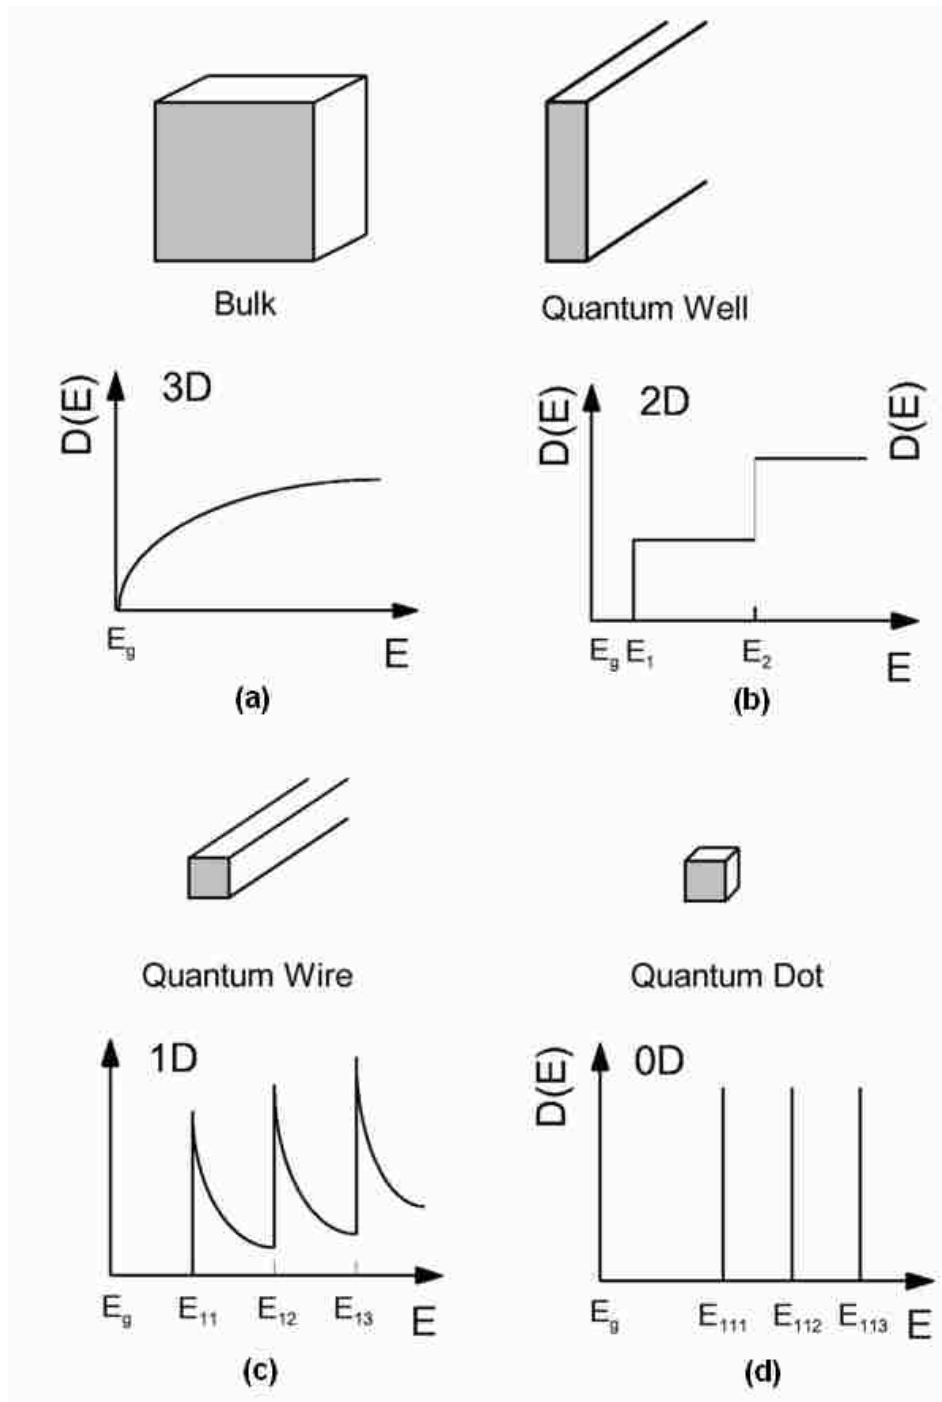 Bulk
Quantum Well
D(E)
3D
E_g
E
(a)
D(E)
2D
D(E)
E_g E_1 E_2
E
(b)
Quantum Wire
Quantum Dot
1D
E_g E_11 E_12 E_13 E
(c)
D(E)
0D
E_g E_111 E_112 E_113 E
(d)